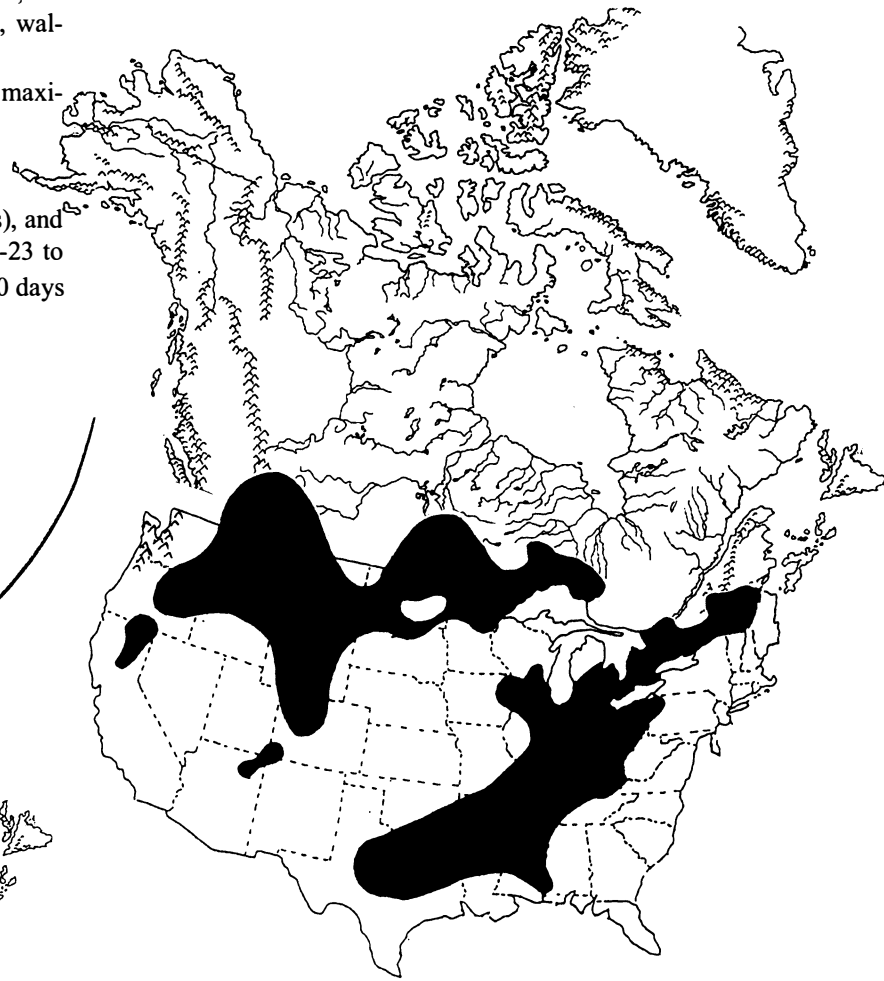 , wal-
maxi-
s), and
-23 to
0 days